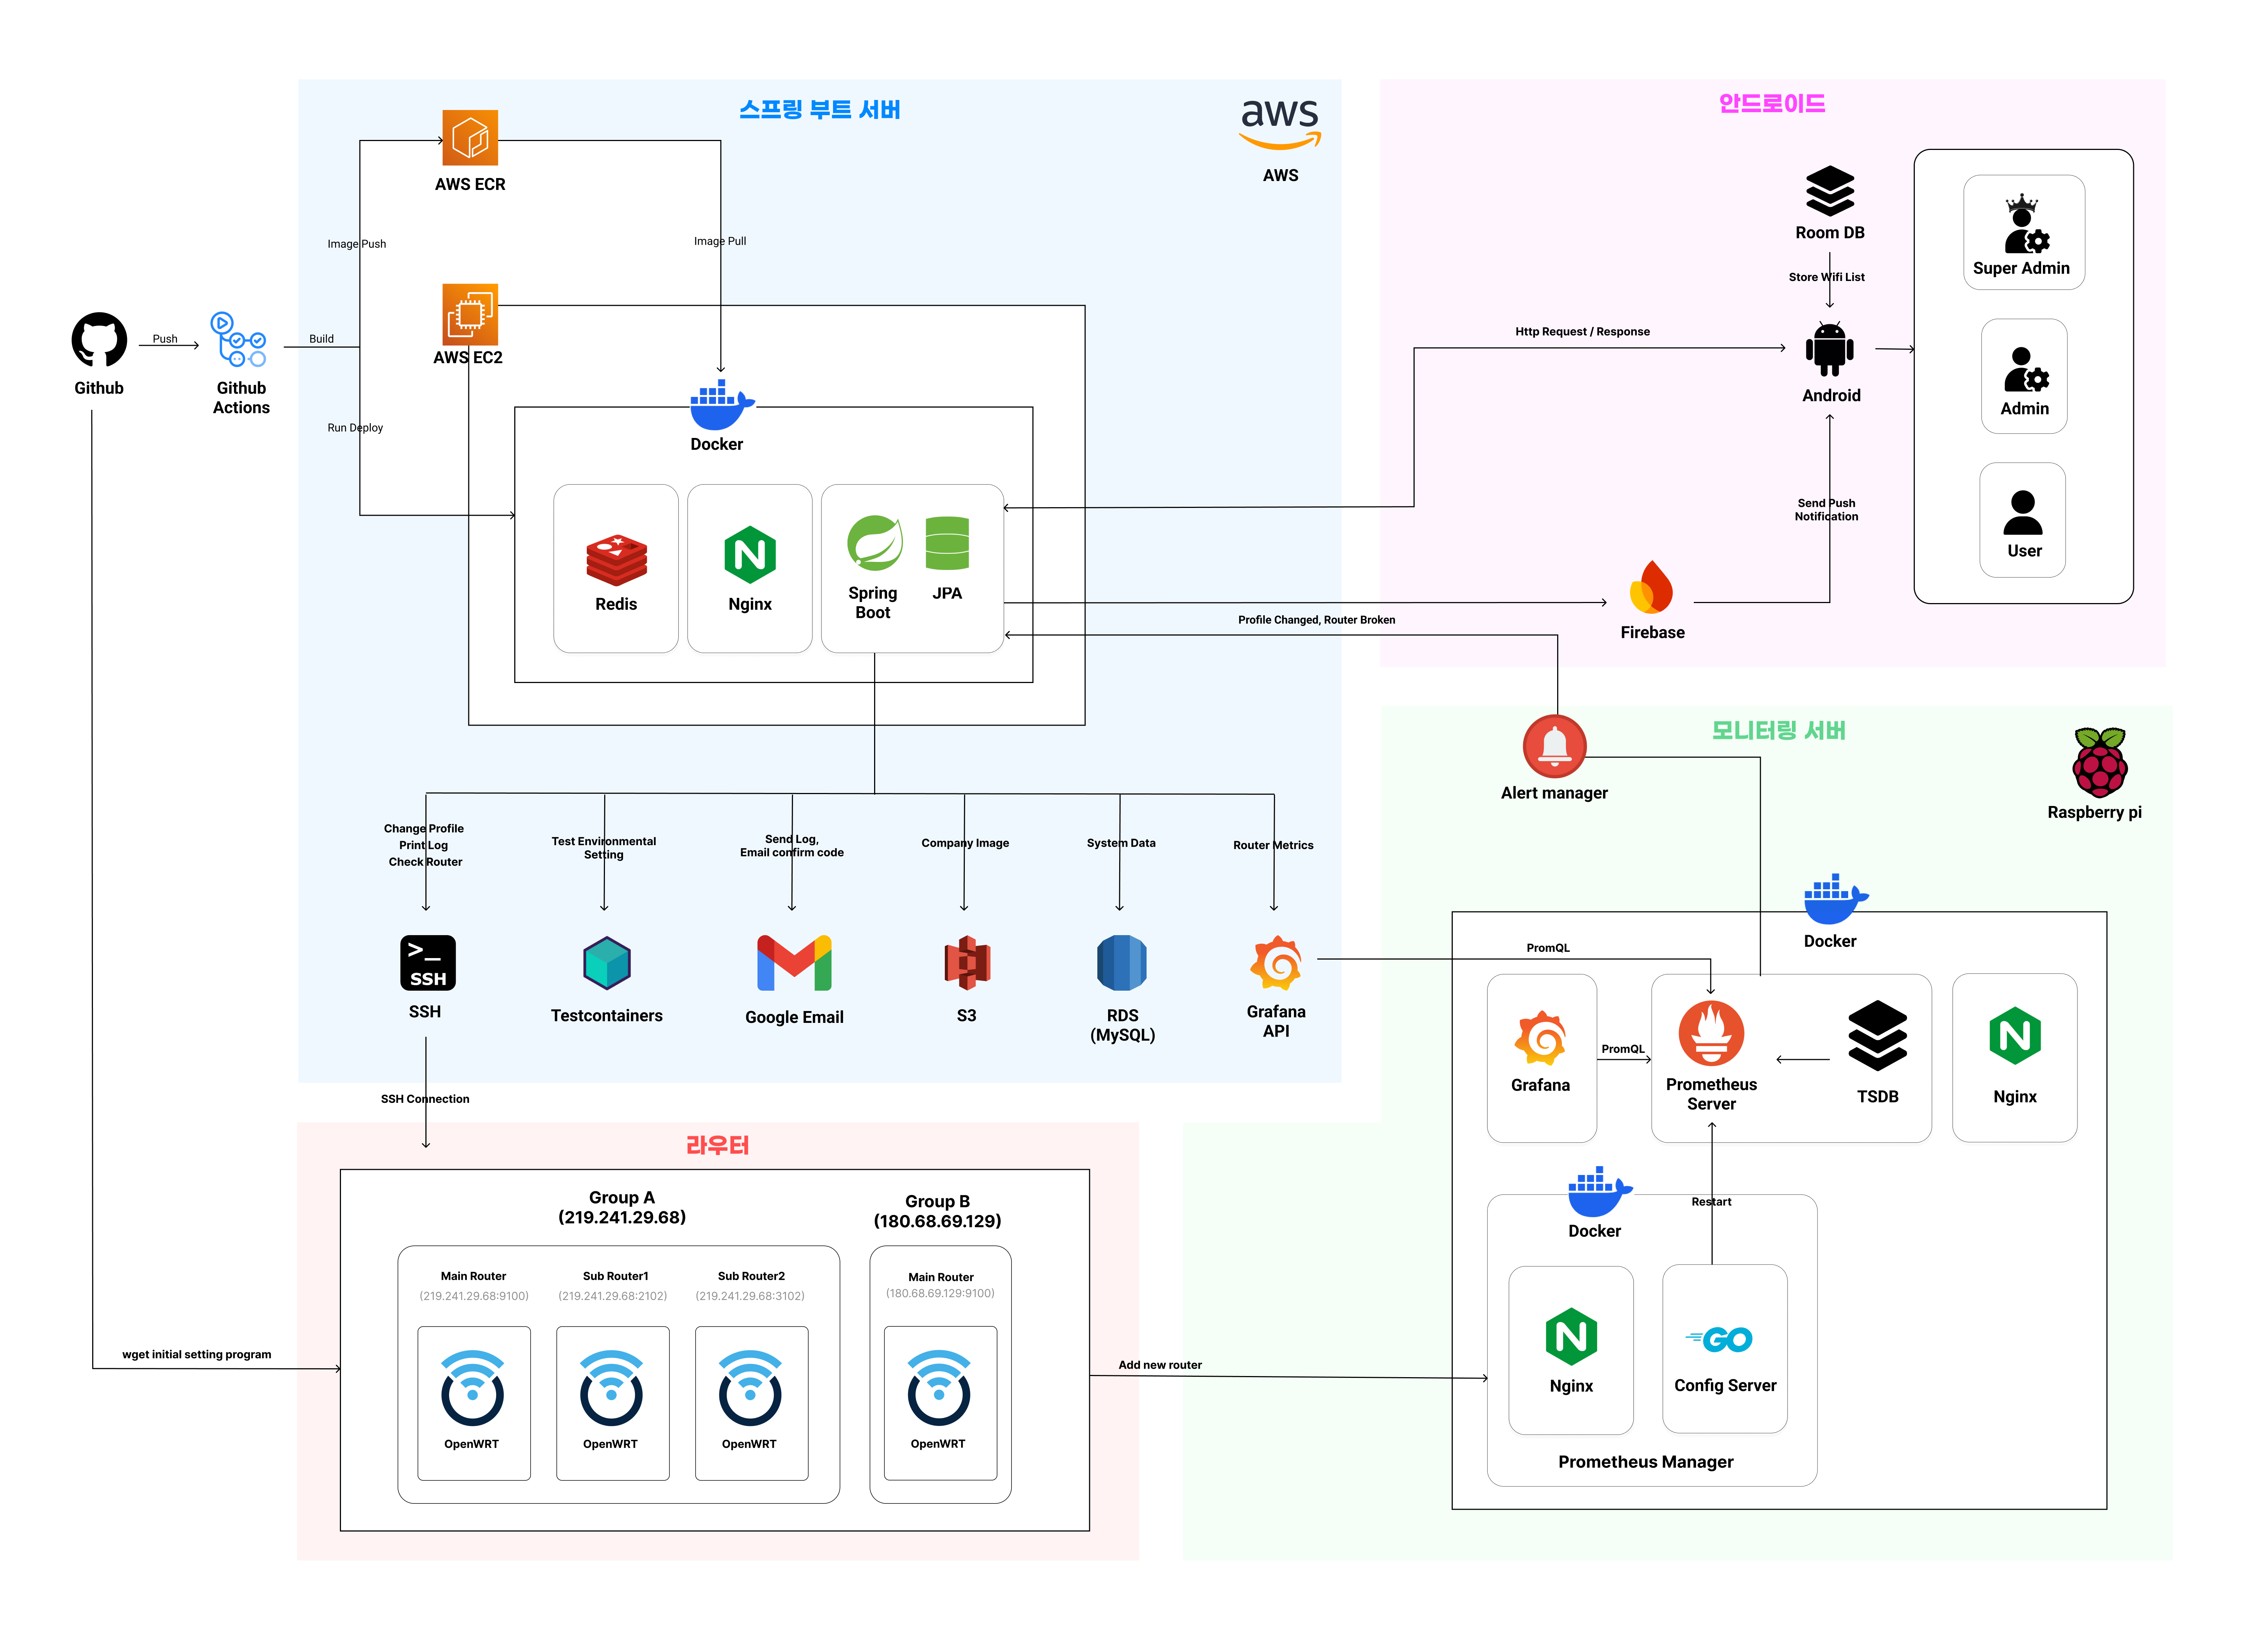 스프링 부트 서버
aws
AWS
AWS ECR
Image Push
Image Pull
AWS EC2
Github
Push
Github
Actions
Build
Run Deploy
Docker
Redis
Nginx
Spring
Boot
JPA
안드로이드
Room DB
Store Wifi List
Http Request / Response
Android
Super Admin
Admin
User
Send Push
Notification
Firebase
Profile Changed, Router Broken
Change Profile
Print Log
Check Router
Test Environmental
Setting
Send Log,
Email confirm code
Company Image
System Data
Router Metrics
>_
SSH
SSH
Testcontainers
Google Email
S3
RDS
(MySQL)
Grafana
API
SSH Connection
모니터링 서버
Alert manager
Raspberry pi
Docker
PromQL
Grafana
PromQL
Prometheus
Server
TSDB
Nginx
Restart
Docker
Nginx
GO
Config Server
Prometheus Manager
라우터
Group A
(219.241.29.68)
Group B
(180.68.69.129)
Main Router
(219.241.29.68:9100)
Sub Router1
(219.241.29.68:2102)
Sub Router2
(219.241.29.68:3102)
Main Router
(180.68.69.129:9100)
OpenWRT
OpenWRT
OpenWRT
OpenWRT
wget initial setting program
Add new router